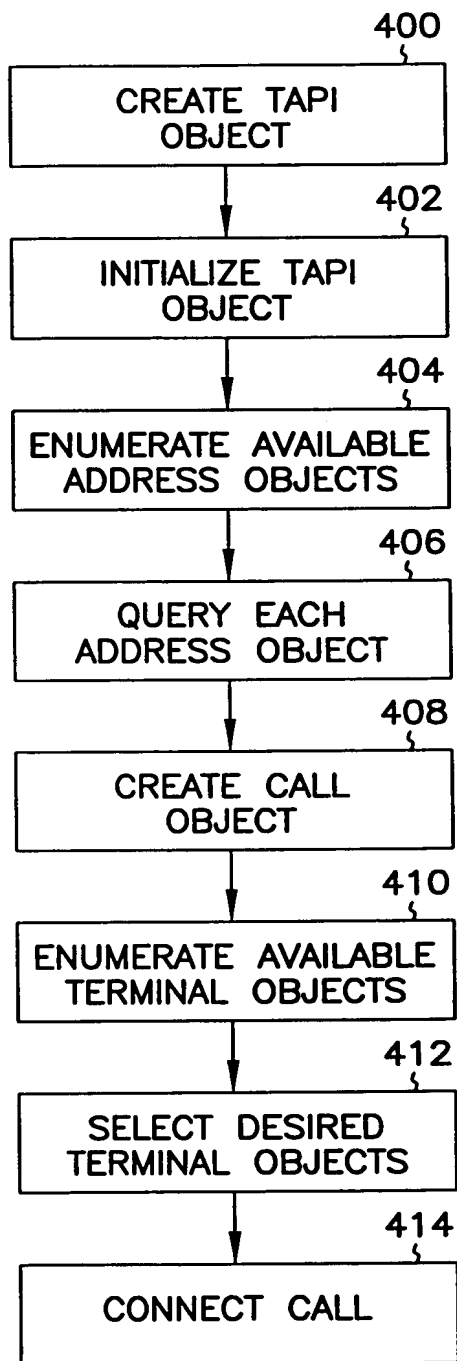 400
CREATE TAPI
OBJECT
402
INITIALIZE TAPI
OBJECT
404
ENUMERATE AVAILABLE
ADDRESS OBJECTS
406
QUERY EACH
ADDRESS OBJECT
408
CREATE CALL
OBJECT
410
ENUMERATE AVAILABLE
TERMINAL OBJECTS
412
SELECT DESIRED
TERMINAL OBJECTS
414
CONNECT CALL